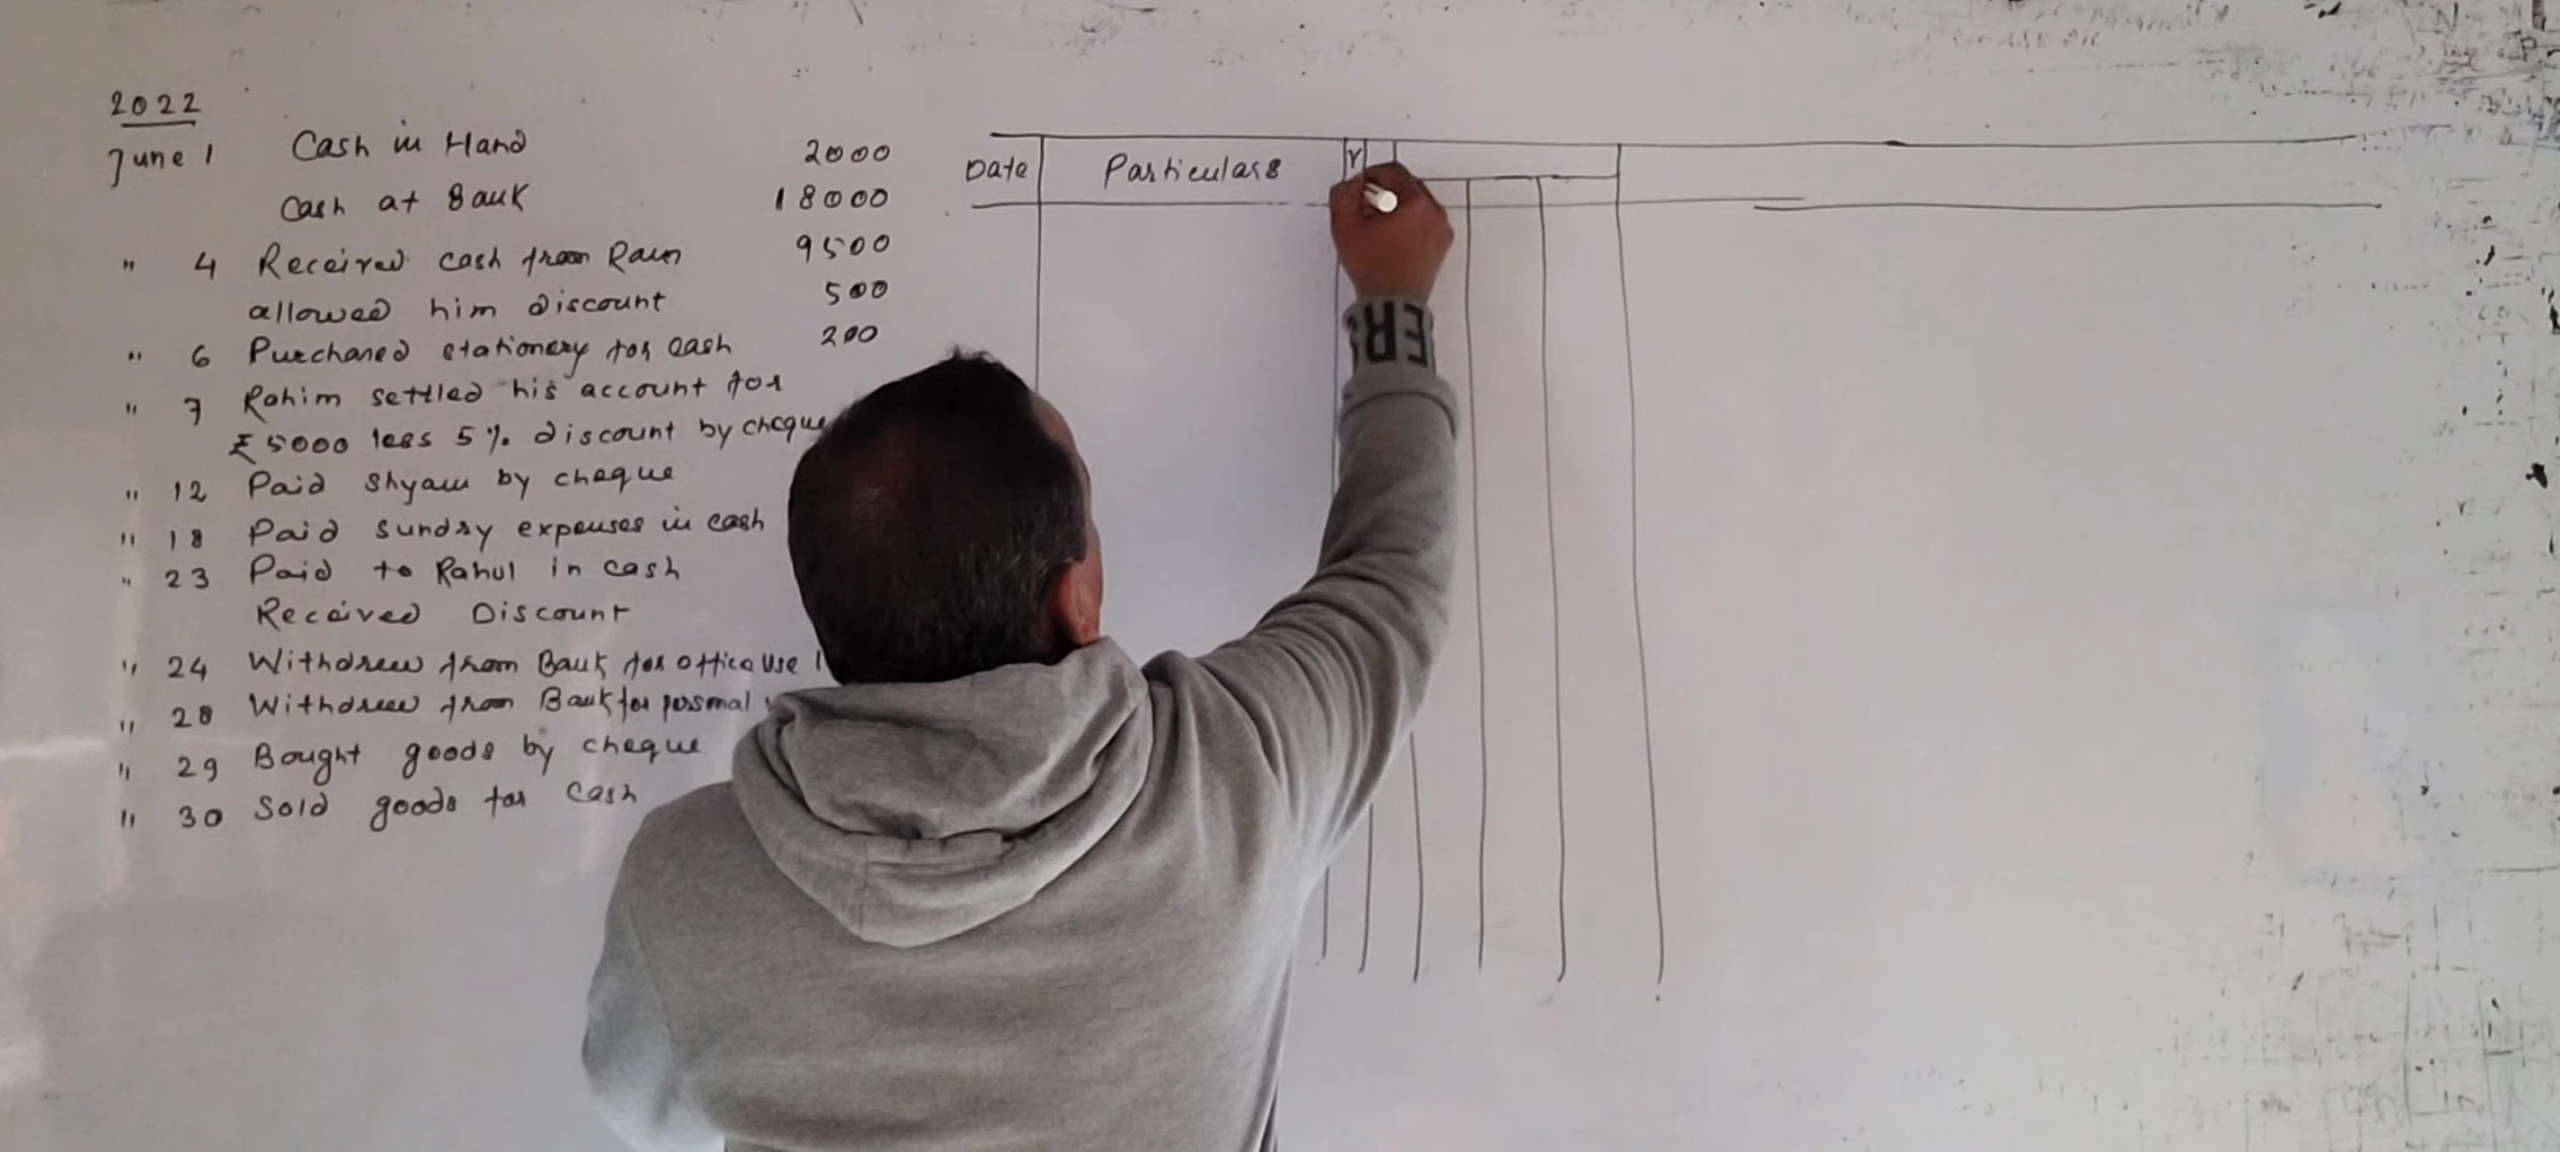 2022
June 1 Cash in Hand 2000
Cash at Bank 18000
" 4 Received cash from Ram 9500
allowed him discount 500
" 6 Purchased stationery for cash 200
" 7 Rahim settled his account for
₹5000 less 5% discount by cheque
" 12 Paid Shyam by cheque
" 18 Paid sundry expenses in cash
" 23 Paid to Rahul in cash
Received Discount
" 24 Withdrew from Bank for office use 1
" 28 Withdrew from Bank for personal
" 29 Bought goods by cheque
" 30 Sold goods for cash
Date Particulars V
ERS